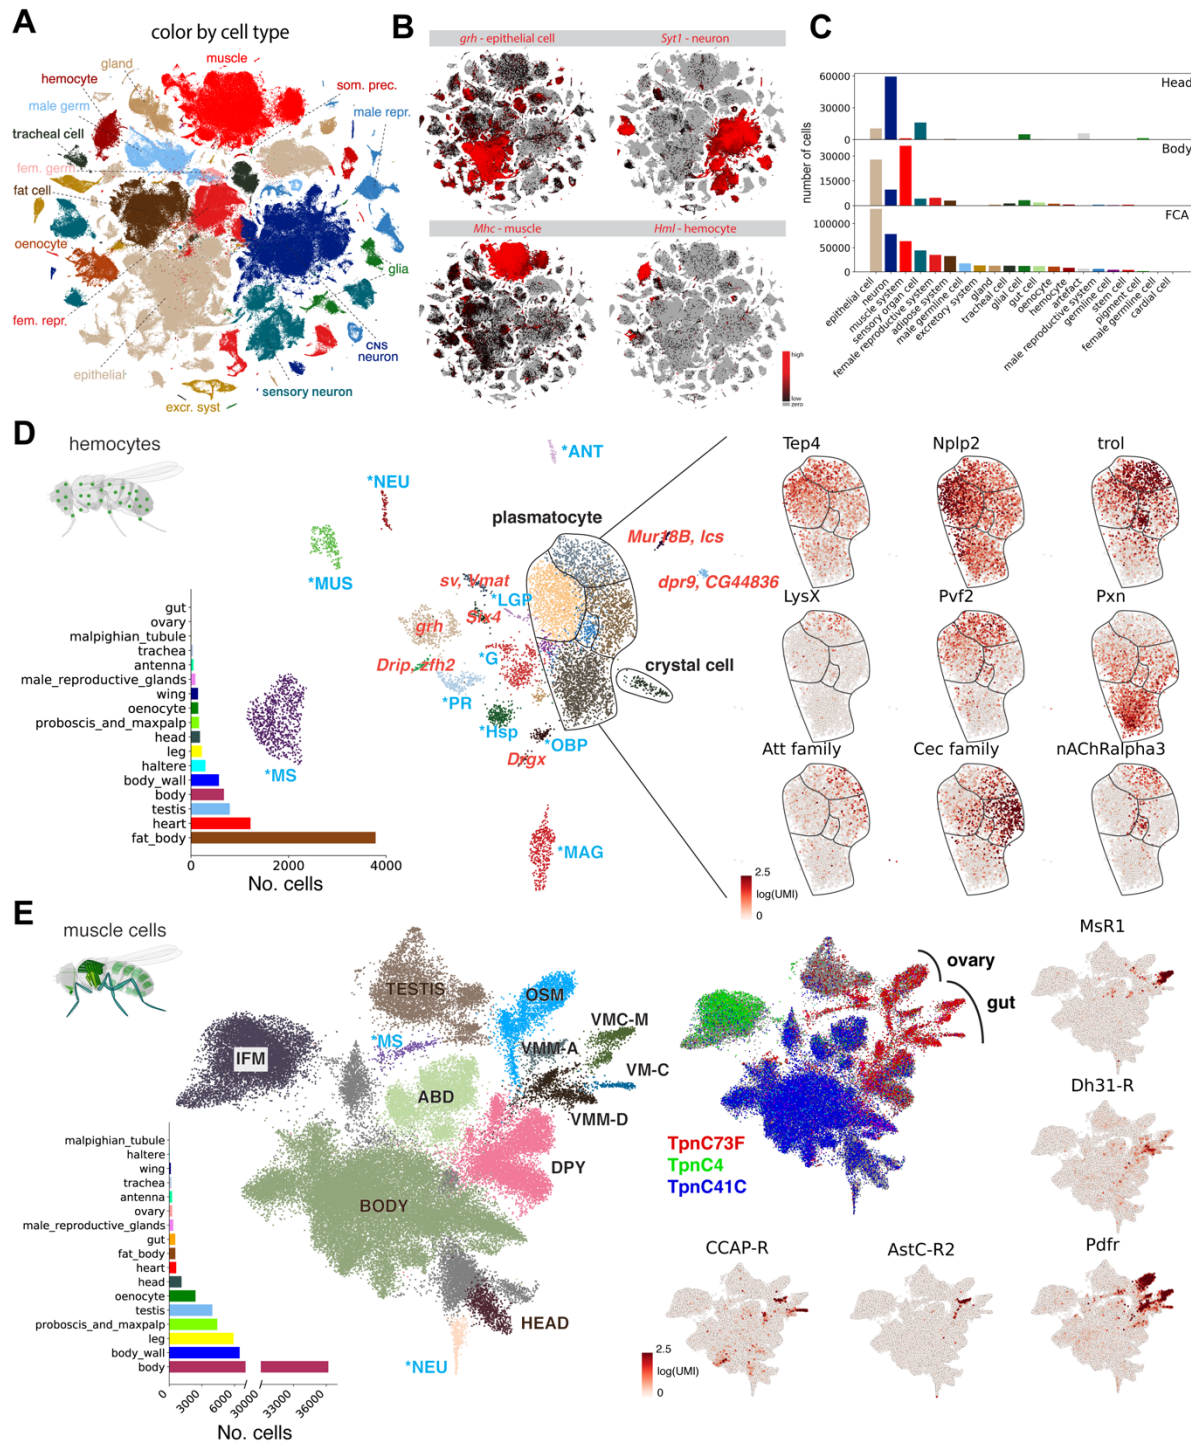 A
color by cell type
gland
muscle
hemocyte
som. prec.
male germ
male repr.
tracheal cell
fem. germ
fat cell
oenocyte
glia
fem. repr.
CNS
neuron
epithelial
sensory neuron
excr. syst
B
grh - epithelial cell
Syt1 - neuron
Mhc - muscle
Hml - hemocyte
high
low
zero
C
number of cells
60000
30000
0
Head
30000
15000
0
Body
100000
50000
0
FCA
epithelial cell
neuron
muscle system
sensory organ cell
female reproductive system
adipose system
male germline cell
excretory system
gland
tracheal cell
glial cell
gut cell
oenocyte
hemocyte
artefact
male reproductive system
germline cell
stem cell
pigment cell
female germline cell
cardial cell
D
hemocytes
*ANT
*NEU
plasmatocyte
*MUS
Mur18B, lcs
sv, Vmat
dpr9, CG44836
*LGP
Six4
grh
*G
Drip, zfh2
crystal cell
*PR
*Hsp
*OBP
*MS
Drgx
*MAG
gut
ovary
malpighian_tubule
trachea
antenna
male_reproductive_glands
wing
oenocyte
proboscis_and_maxpalp
head
leg
haltere
body_wall
body
testis
heart
fat_body
0 2000 4000
No. cells
Tep4 Nplp2 trol
LysX Pvf2 Pxn
Att family Cec family nAChRalpha3
2.5
log(UMI)
0
E
muscle cells
TESTIS
OSM
VMC-M
*MS
VMM-A
IFM
VM-C
ABD
VMM-D
DPY
BODY
HEAD
*NEU
malpighian_tubule
haltere
wing
trachea
antenna
ovary
male_reproductive_glands
gut
fat_body
heart
head
oenocyte
testis
proboscis_and_maxpalp
leg
body_wall
body
0 3000 6000 30000 33000 36000
No. cells
ovary
gut
TpnC73F
TpnC4
TpnC41C
MsR1
Dh31-R
CCAP-R AstC-R2 Pdfr
2.5
log(UMI)
0